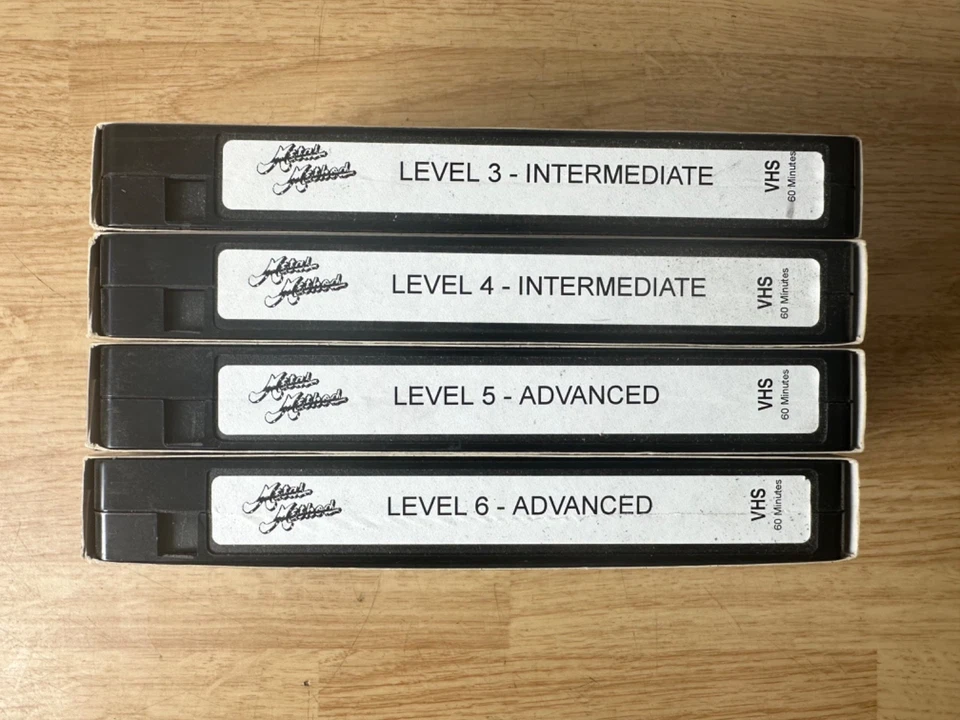 Metal
Method
LEVEL 3 - INTERMEDIATE
VHS
60 Minutes
Metal
Method
LEVEL 4 - INTERMEDIATE
VHS
60 Minutes
Metal
Method
LEVEL 5 - ADVANCED
VHS
60 Minutes
Metal
Method
LEVEL 6 - ADVANCED
VHS
60 Minutes